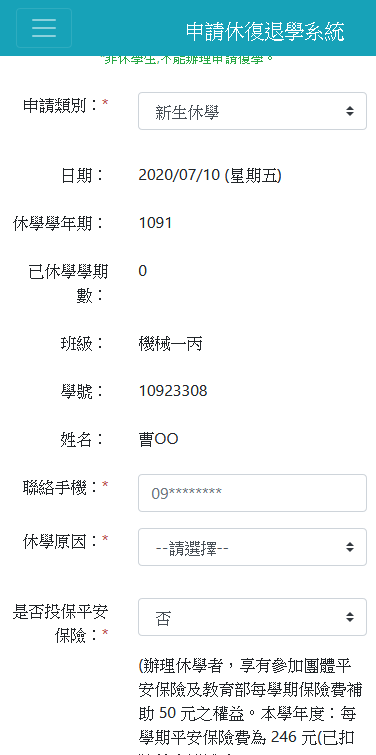 申請休復退學系統
*非休學生,不能辦理申請復學。
申請類別：* 新生休學
日期： 2020/07/10 (星期五)
休學學年期： 1091
已休學學期數： 0
班級： 機械一丙
學號： 10923308
姓名： 曹OO
聯絡手機：* 09********
休學原因：* --請選擇--
是否投保平安保險：* 否
(辦理休學者，享有參加團體平
安保險及教育部每學期保險費補
助 50 元之權益。本學年度：每
學期平安保險費為 246 元(已扣